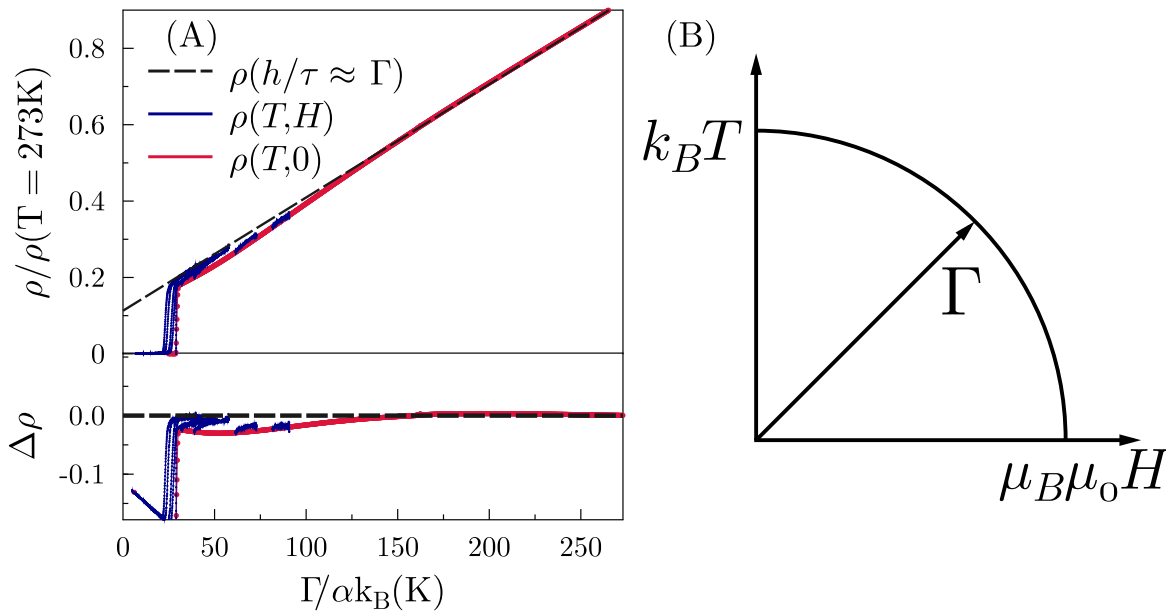 (A)
ρ(h/τ ≈ Γ)
ρ(T,H)
ρ(T,0)
ρ/ρ(T = 273K)
0.8
0.6
0.4
0.2
0
Δρ
0.0
-0.1
0 50 100 150 200 250
Γ/αk_B(K)
(B)
k_BT
Γ
μ_Bμ₀H